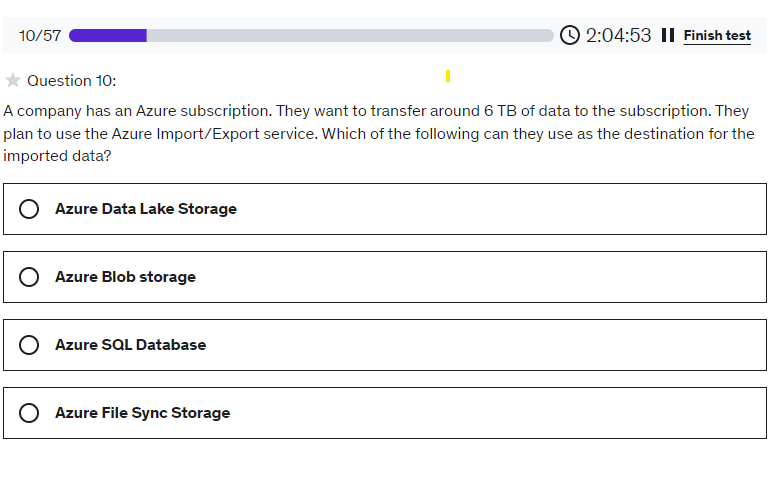 10/57 2:04:53 Finish test
Question 10:
A company has an Azure subscription. They want to transfer around 6 TB of data to the subscription. They
plan to use the Azure Import/Export service. Which of the following can they use as the destination for the
imported data?
Azure Data Lake Storage
Azure Blob storage
Azure SQL Database
Azure File Sync Storage